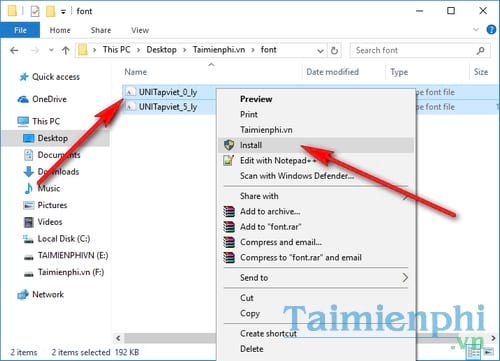 font
File
Home
Share
View
This PC
Desktop
Taimienphi.vn
font
Search font
Name
Type
Quick access
OneDrive
This PC
Desktop
Documents
Downloads
Music
Pictures
Videos
Local Disk (C:)
TAIMIENPHIVN (E:)
Taimienphi.vn (F:)
Network
UNITapviet_0_ly
pe font file
UNITapviet_5_ly
pe font file
Preview
Print
Taimienphi.vn
Install
Edit with Notepad++
Scan with Windows Defender...
Share with
Add to archive...
Add to "font.rar"
Compress and email...
Compress to "font.rar" and email
Send to
Cut
Copy
Create shortcut
Delete
2 items
2 items selected 192 KB
Taimienphi
.vn